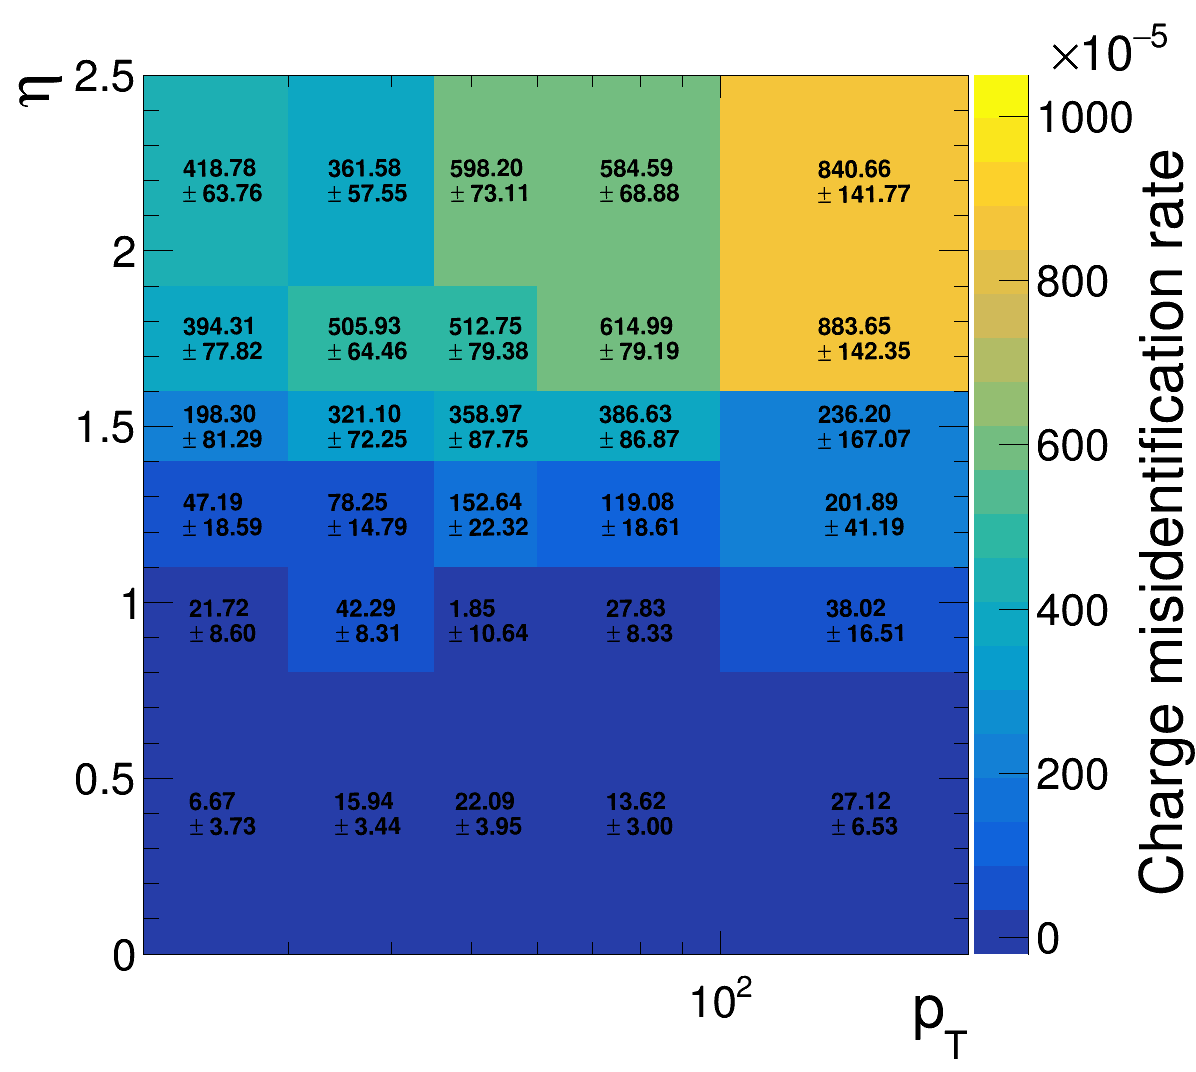 ×10⁻⁵
η
2.5
2
1.5
1
0.5
0
418.78 361.58 598.20 584.59 840.66
± 63.76 ± 57.55 ± 73.11 ± 68.88 ± 141.77
394.31 505.93 512.75 614.99 883.65
± 77.82 ± 64.46 ± 79.38 ± 79.19 ± 142.35
198.30 321.10 358.97 386.63 236.20
± 81.29 ± 72.25 ± 87.75 ± 86.87 ± 167.07
47.19 78.25 152.64 119.08 201.89
± 18.59 ± 14.79 ± 22.32 ± 18.61 ± 41.19
21.72 42.29 1.85 27.83 38.02
± 8.60 ± 8.31 ± 10.64 ± 8.33 ± 16.51
6.67 15.94 22.09 13.62 27.12
± 3.73 ± 3.44 ± 3.95 ± 3.00 ± 6.53
10²
p_T
1000
800
600
400
200
0
Charge misidentification rate